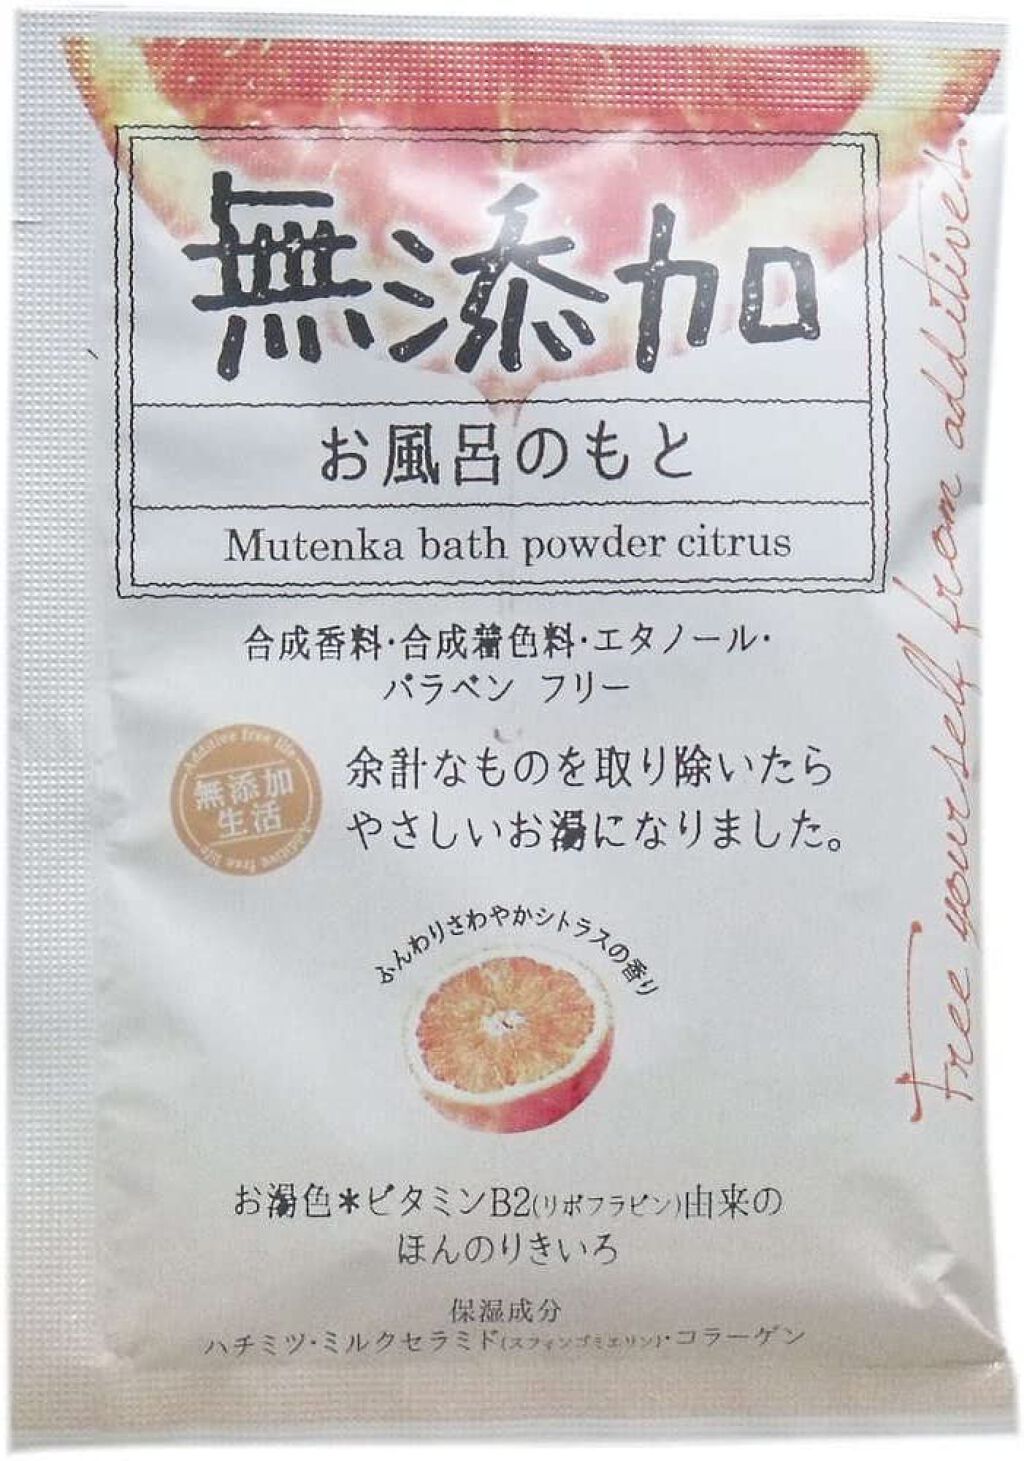 無添加
お風呂のもと
Mutenka bath powder citrus
合成香料・合成着色料・エタノール・
パラベン フリー
Additive free life
無添加
生活
Additive free life
余計なものを取り除いたら
やさしいお湯になりました。
ふんわりさわやかシトラスの香り
お湯色＊ビタミンB2(リボフラビン)由来の
ほんのりきいろ
保湿成分
ハチミツ・ミルクセラミド(スフィンゴミエリン)・コラーゲン
Free yourself from additives.